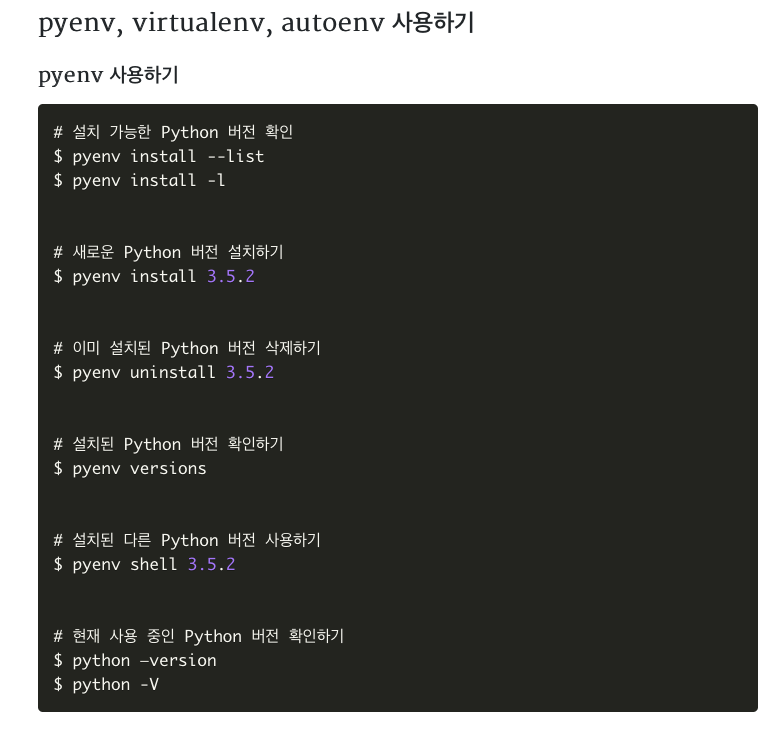 pyenv, virtualenv, autoenv 사용하기
pyenv 사용하기
# 설치 가능한 Python 버전 확인
$ pyenv install --list
$ pyenv install -l
# 새로운 Python 버전 설치하기
$ pyenv install 3.5.2
# 이미 설치된 Python 버전 삭제하기
$ pyenv uninstall 3.5.2
# 설치된 Python 버전 확인하기
$ pyenv versions
# 설치된 다른 Python 버전 사용하기
$ pyenv shell 3.5.2
# 현재 사용 중인 Python 버전 확인하기
$ python –version
$ python -V